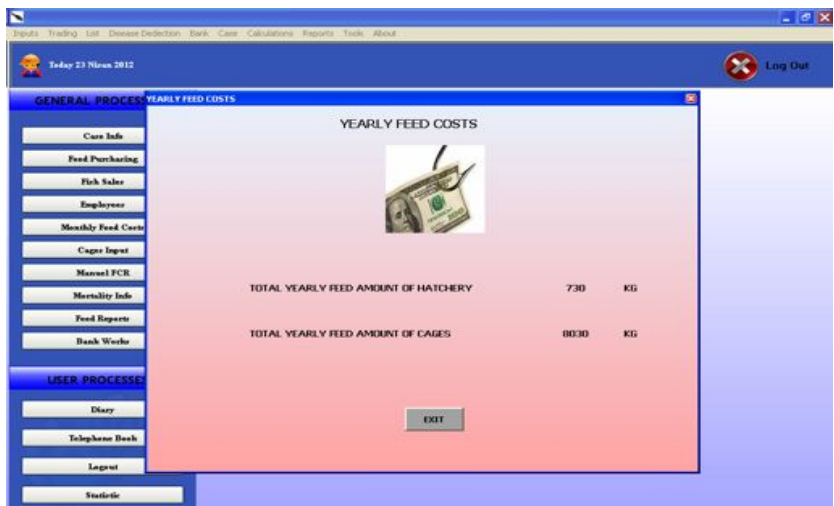 Inputs Trading List Disease Dedection Bank Case Calculations Reports Tools About
Today 23 Nisan 2012
Log Out
GENERAL PROCESS
YEARLY FEED COSTS
YEARLY FEED COSTS
Care Info
Feed Purchasing
Fish Sales
Employees
Monthly Feed Costs
Cages Input
Manuel FCR
Mortality Info
Feed Reports
Bank Works
TOTAL YEARLY FEED AMOUNT OF HATCHERY 730 KG
TOTAL YEARLY FEED AMOUNT OF CAGES 8030 KG
EXIT
USER PROCESSES
Diary
Telephone Book
Logout
Statistic